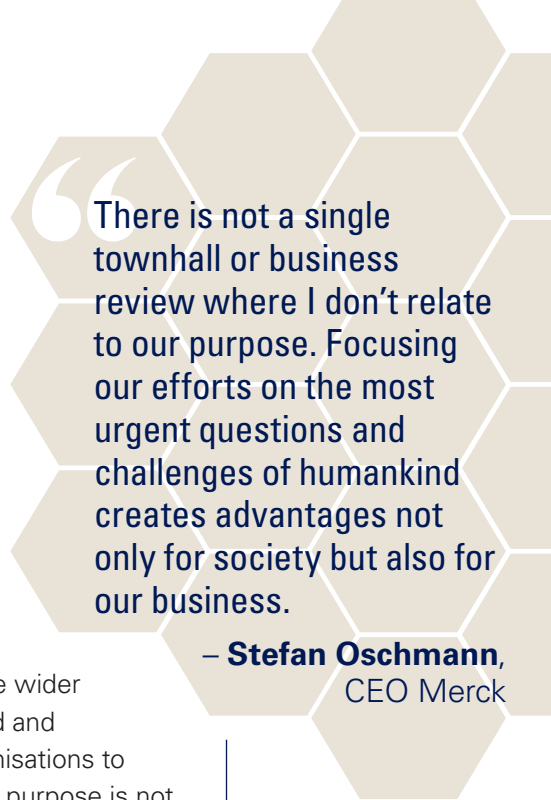 “
There is not a single
townhall or business
review where I don’t relate
to our purpose. Focusing
our efforts on the most
urgent questions and
challenges of humankind
creates advantages not
only for society but also for
our business.
– Stefan Oschmann,
CEO Merck
wider
and
to
purpose is not